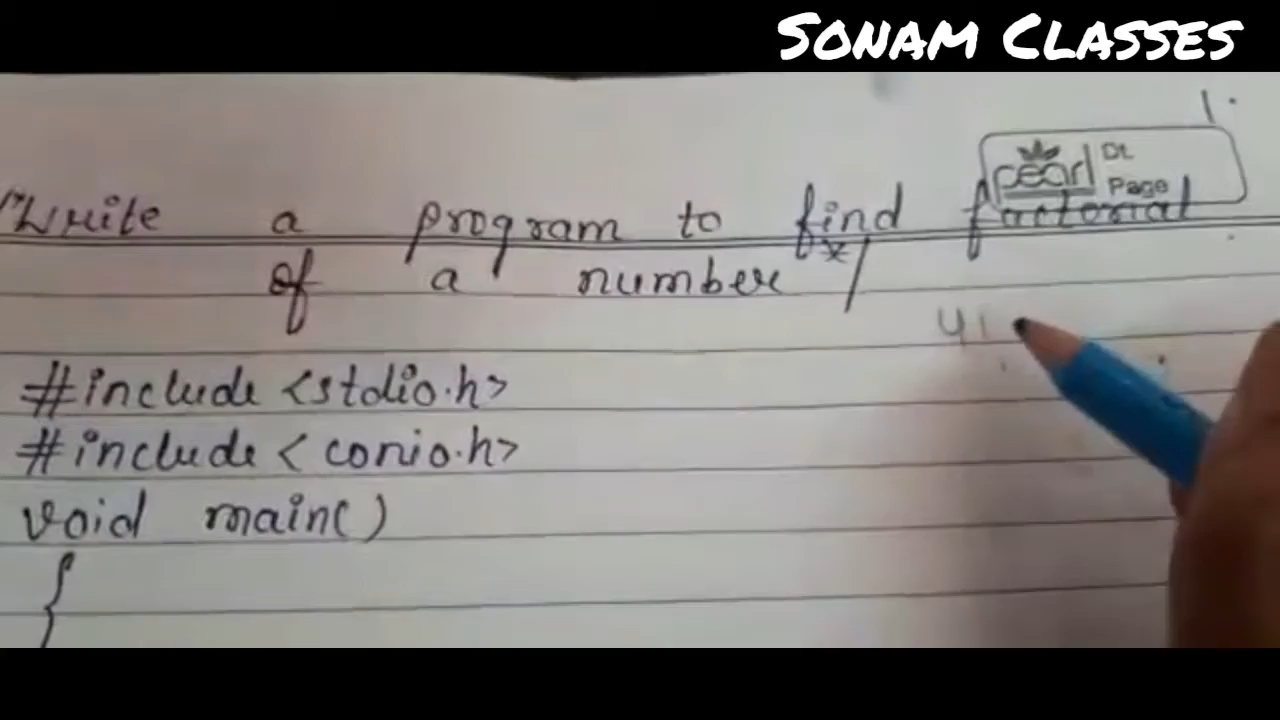 SONAM CLASSES
1.
pearl Dt.
Page
Write a program to find factorial
of a number */
4!
#include <stdio.h>
#include <conio.h>
void main()
{